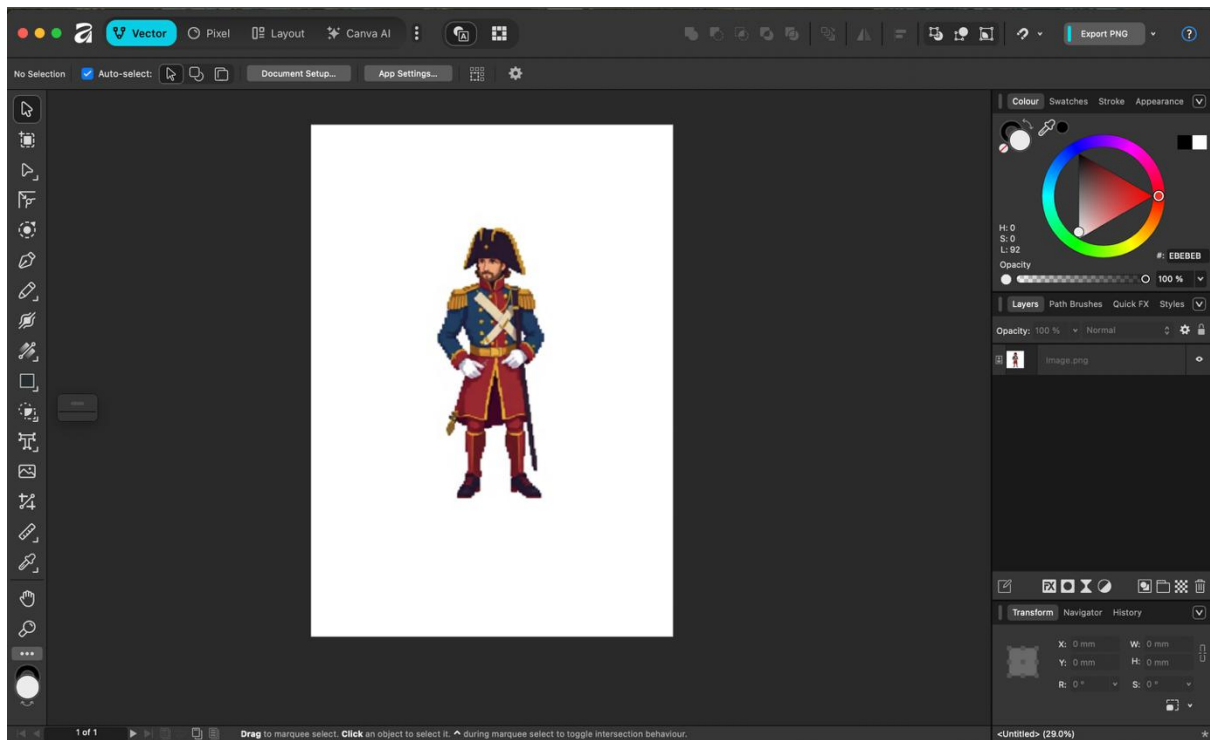 Vector Pixel Layout Canva AI Export PNG ?
No Selection Auto-select: Document Setup... App Settings...
Colour Swatches Stroke Appearance
H: 0
S: 0
L: 92
#: EBEBEB
Opacity
100 %
Layers Path Brushes Quick FX Styles
Opacity: 100 % Normal
Image.png
Transform Navigator History
X: 0 mm W: 0 mm
Y: 0 mm H: 0 mm
R: 0 ° S: 0 °
1 of 1 Drag to marquee select. Click an object to select it. ⌃ during marquee select to toggle intersection behaviour. <Untitled> (29.0%)